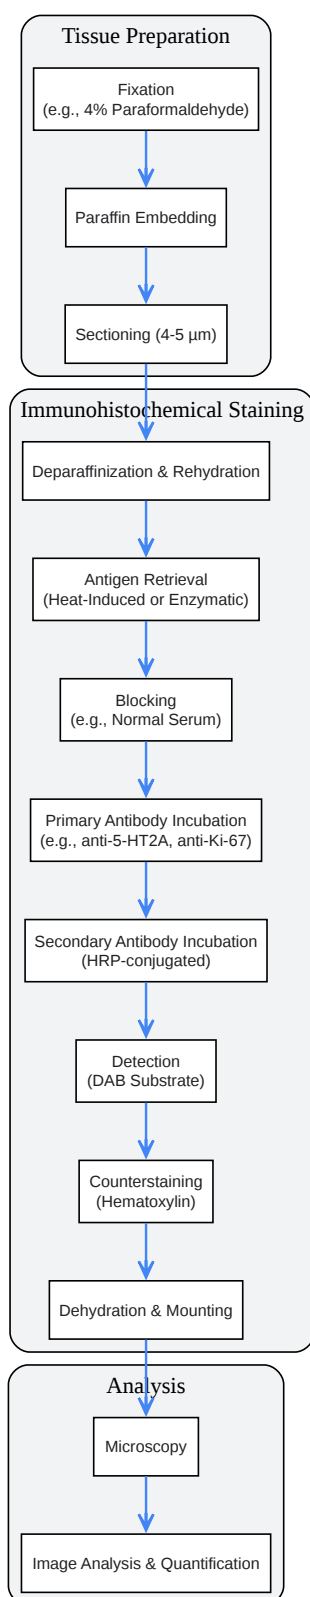 Tissue Preparation
Fixation
(e.g., 4% Paraformaldehyde)
Paraffin Embedding
Sectioning (4-5 µm)
Immunohistochemical Staining
Deparaffinization & Rehydration
Antigen Retrieval
(Heat-Induced or Enzymatic)
Blocking
(e.g., Normal Serum)
Primary Antibody Incubation
(e.g., anti-5-HT2A, anti-Ki-67)
Secondary Antibody Incubation
(HRP-conjugated)
Detection
(DAB Substrate)
Counterstaining
(Hematoxylin)
Dehydration & Mounting
Analysis
Microscopy
Image Analysis & Quantification